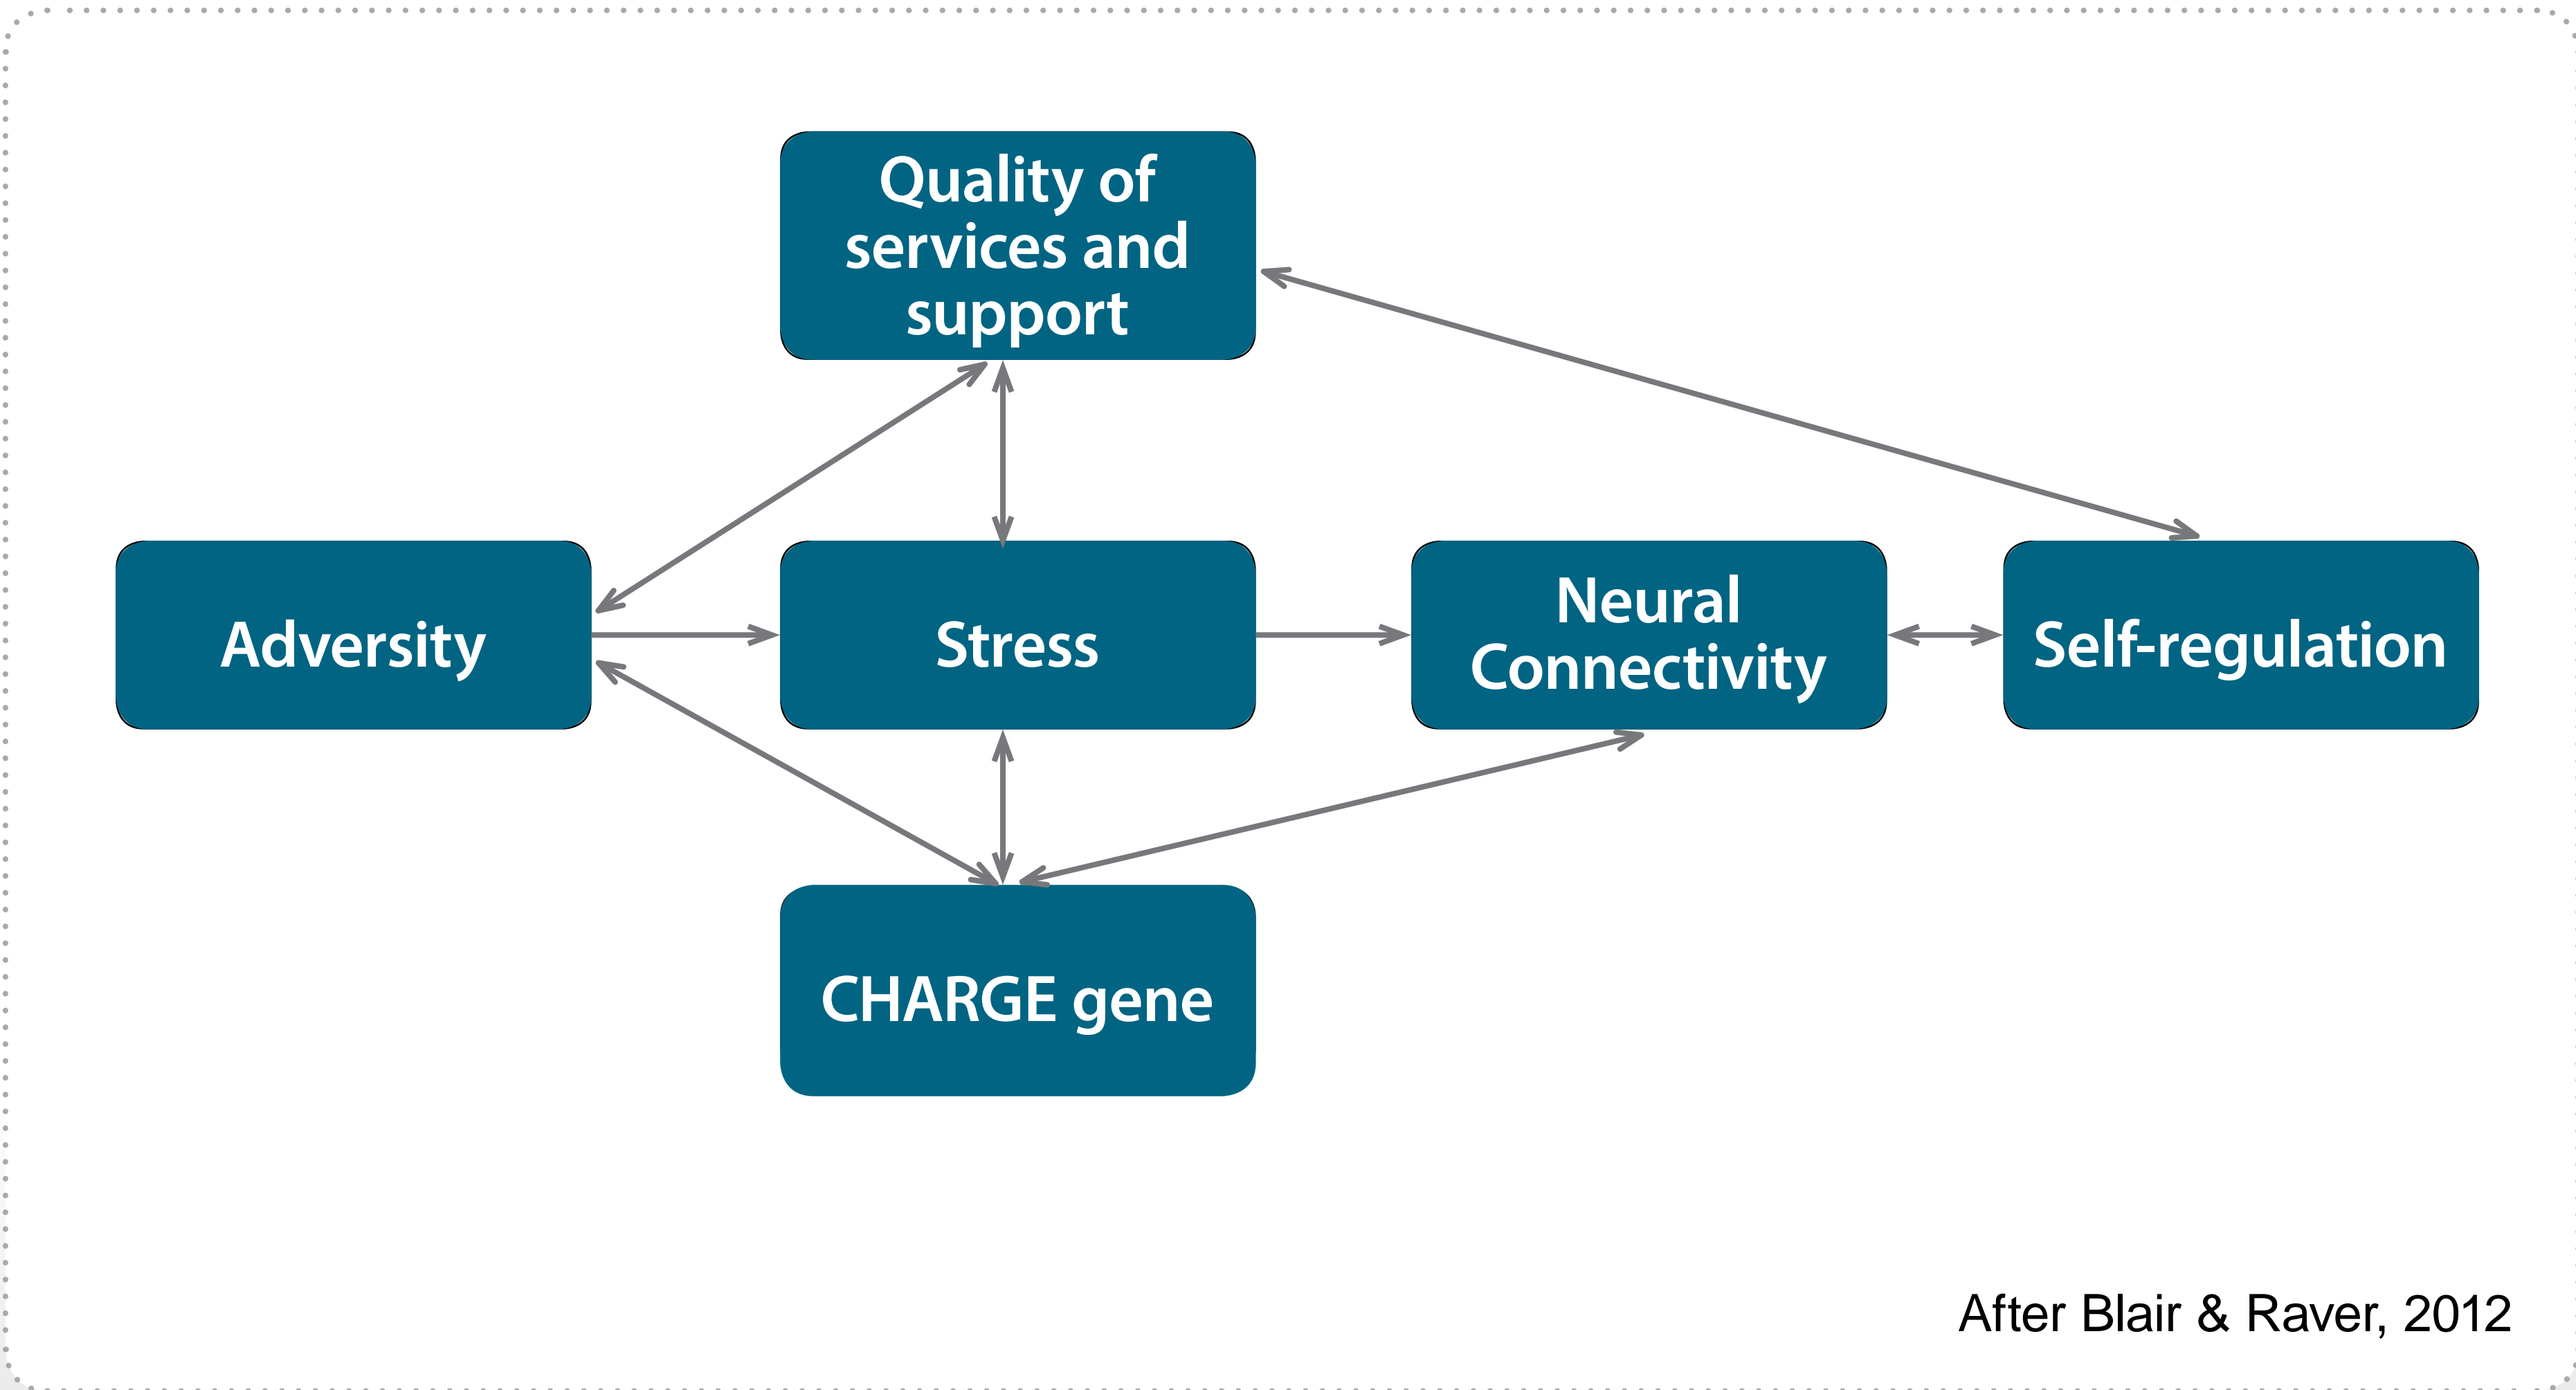 Quality of
services and
support
Adversity
Stress
Neural
Connectivity
Self-regulation
CHARGE gene
After Blair & Raver, 2012